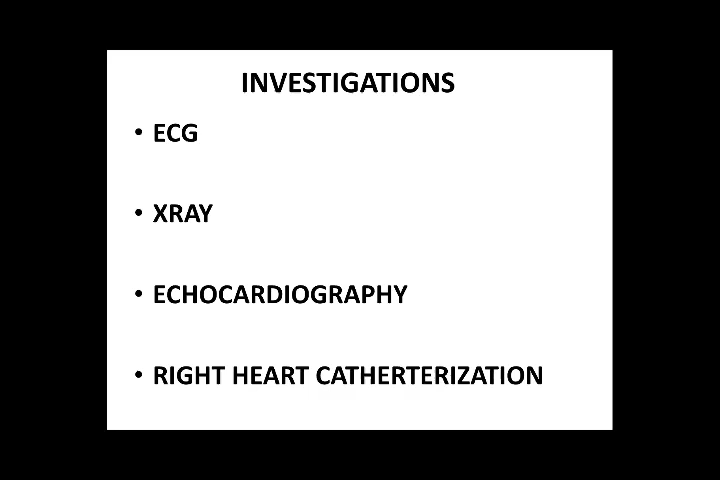 INVESTIGATIONS
• ECG
• XRAY
• ECHOCARDIOGRAPHY
• RIGHT HEART CATHERTERIZATION